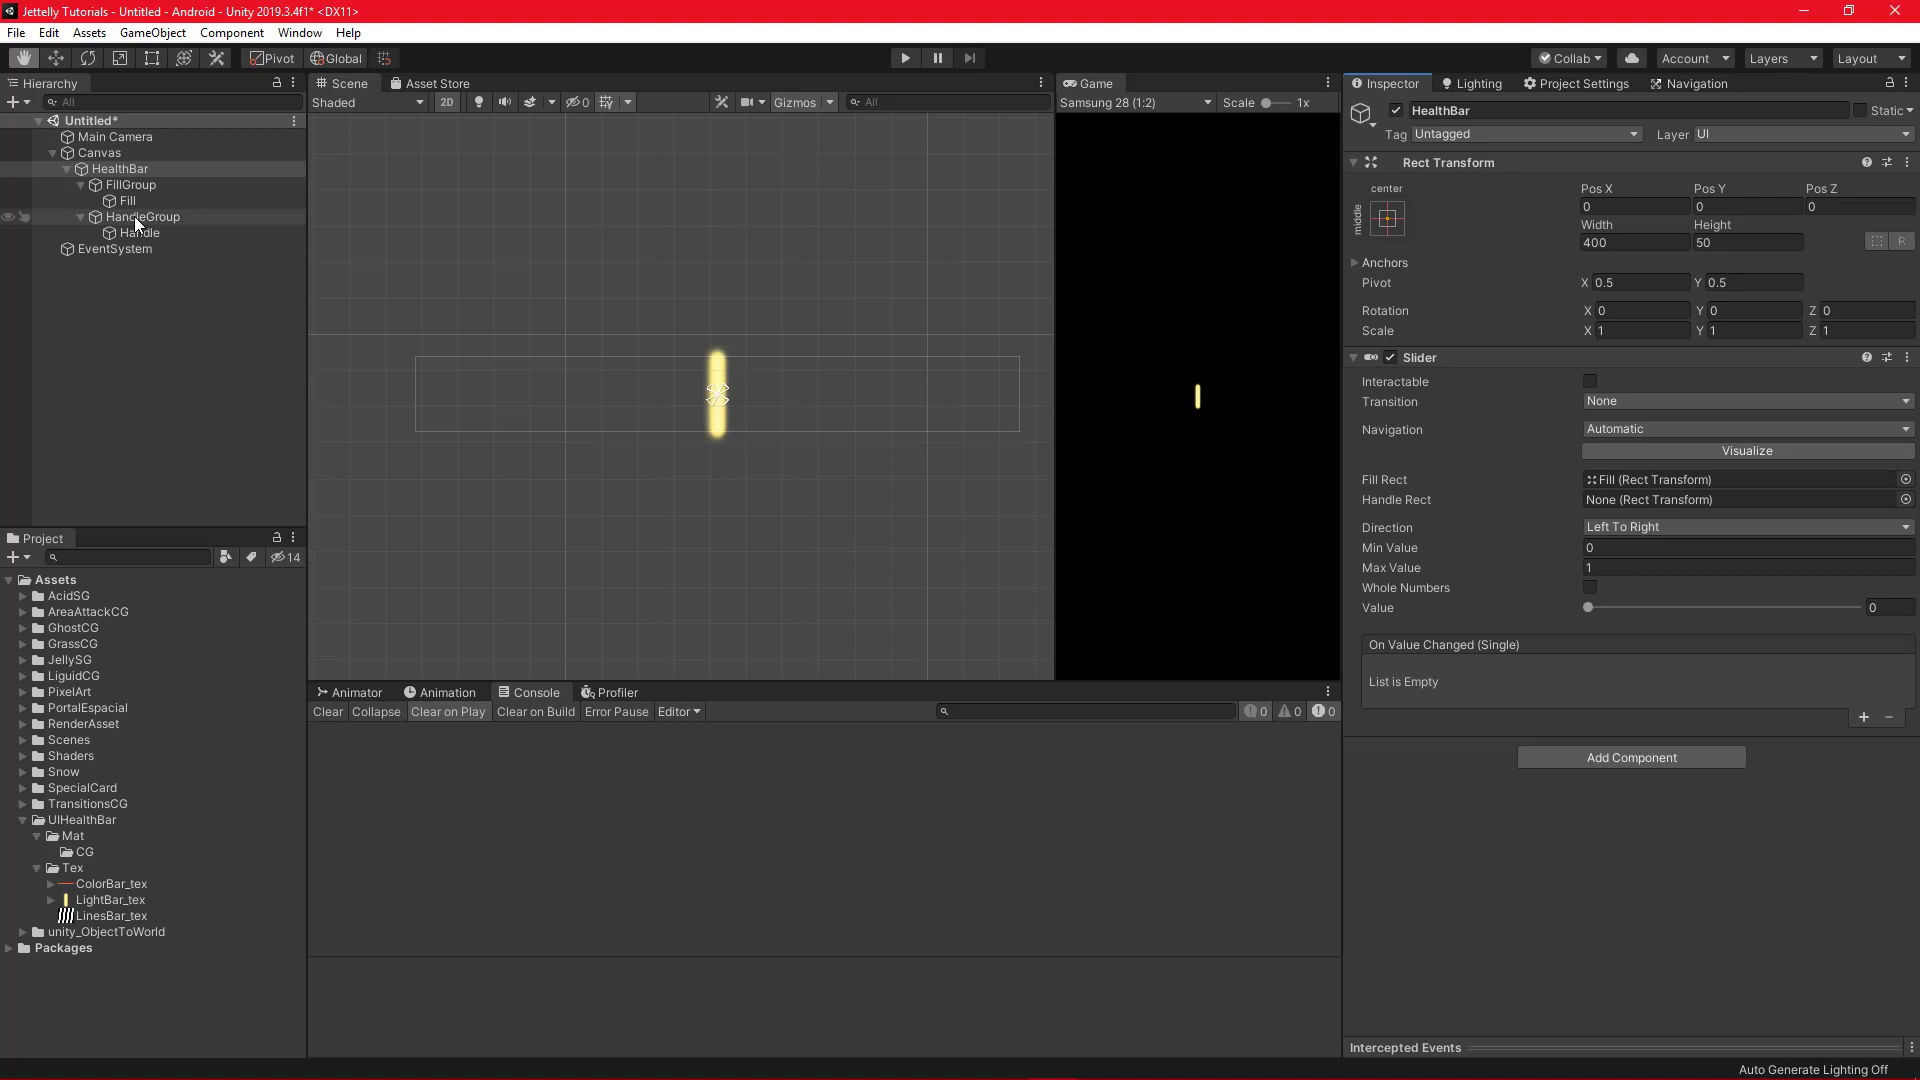 Jettelly Tutorials - Untitled - Android - Unity 2019.3.4f1* <DX11>
File Edit Assets GameObject Component Window Help
Pivot Global Collab Account Layers Layout
Hierarchy
All
Untitled*
Main Camera
Canvas
HealthBar
FillGroup
Fill
HandleGroup
Handle
EventSystem
Scene Asset Store
Shaded 2D 0 Gizmos All
Game
Samsung 28 (1:2) Scale 1x
Inspector Lighting Project Settings Navigation
HealthBar Static
Tag Untagged Layer UI
Rect Transform
center
middle
Pos X Pos Y Pos Z
0 0 0
Width Height
400 50 R
Anchors
Pivot X 0.5 Y 0.5
Rotation X 0 Y 0 Z 0
Scale X 1 Y 1 Z 1
Slider
Interactable
Transition None
Navigation Automatic
Visualize
Fill Rect Fill (Rect Transform)
Handle Rect None (Rect Transform)
Direction Left To Right
Min Value 0
Max Value 1
Whole Numbers
Value 0
On Value Changed (Single)
List is Empty
Add Component
Project
14
Assets
AcidSG
AreaAttackCG
GhostCG
GrassCG
JellySG
LiguidCG
PixelArt
PortalEspacial
RenderAsset
Scenes
Shaders
Snow
SpecialCard
TransitionsCG
UIHealthBar
Mat
CG
Tex
ColorBar_tex
LightBar_tex
LinesBar_tex
unity_ObjectToWorld
Packages
Animator Animation Console Profiler
Clear Collapse Clear on Play Clear on Build Error Pause Editor 0 0 0
Intercepted Events
Auto Generate Lighting Off